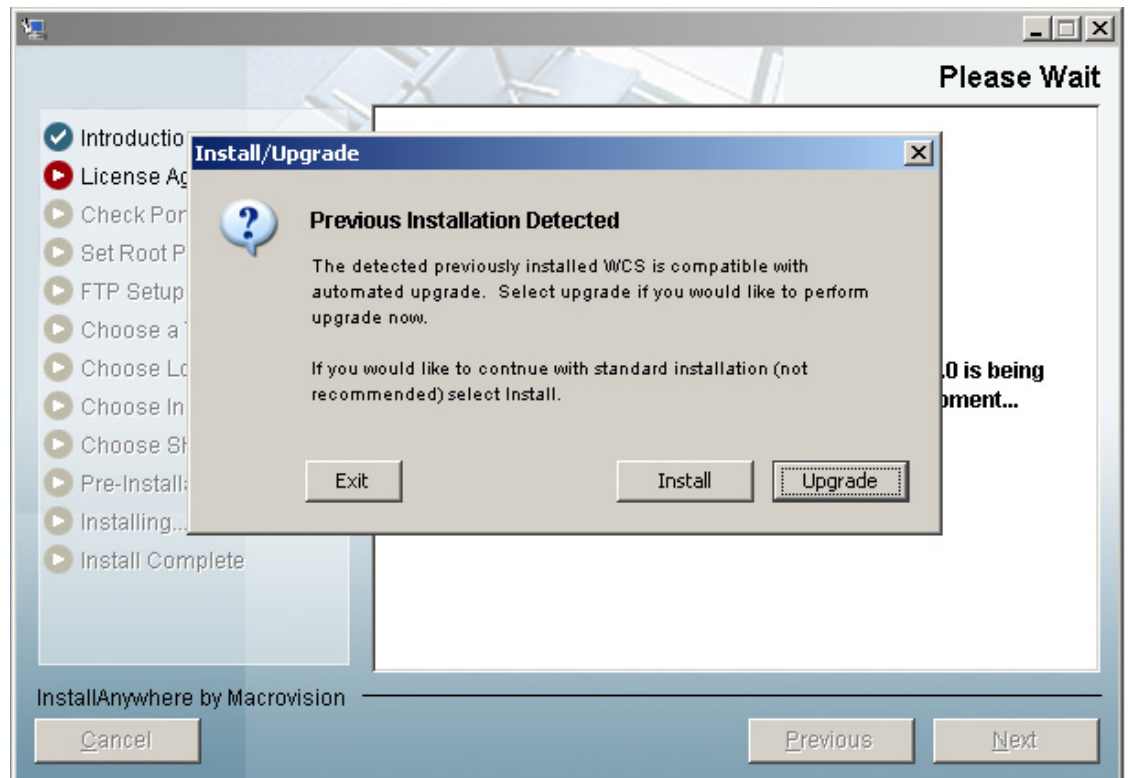 Please Wait
Introductio
License Ag
Check Por
Set Root P
FTP Setup
Choose a
Choose Lo
Choose In
Choose Sh
Pre-Install
Installing...
Install Complete
Install/Upgrade
Previous Installation Detected
The detected previously installed WCS is compatible with
automated upgrade. Select upgrade if you would like to perform
upgrade now.
If you would like to contnue with standard installation (not
recommended) select Install.
Exit
Install
Upgrade
.0 is being
oment...
InstallAnywhere by Macrovision
Cancel
Previous
Next